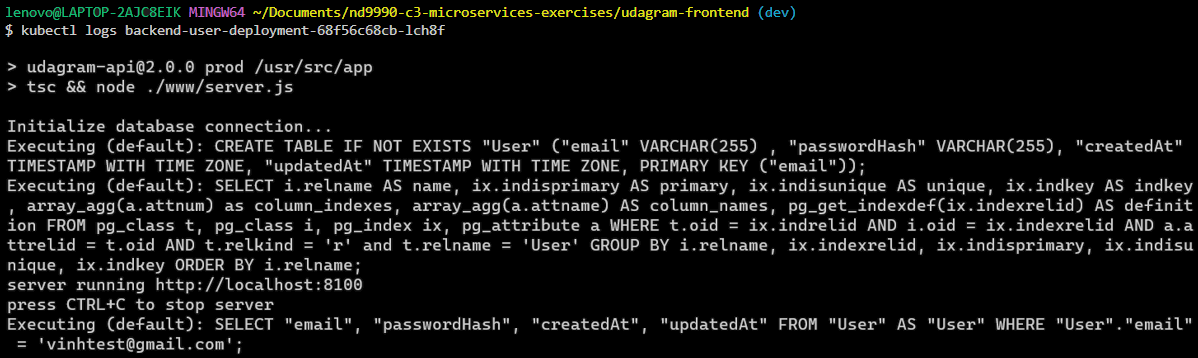 lenovo@LAPTOP-2AJC8EIK MINGW64 ~/Documents/nd9990-c3-microservices-exercises/udagram-frontend (dev)
$ kubectl logs backend-user-deployment-68f56c68cb-lch8f
> udagram-api@2.0.0 prod /usr/src/app
> tsc && node ./www/server.js
Initialize database connection...
Executing (default): CREATE TABLE IF NOT EXISTS "User" ("email" VARCHAR(255) , "passwordHash" VARCHAR(255), "createdAt"
TIMESTAMP WITH TIME ZONE, "updatedAt" TIMESTAMP WITH TIME ZONE, PRIMARY KEY ("email"));
Executing (default): SELECT i.relname AS name, ix.indisprimary AS primary, ix.indisunique AS unique, ix.indkey AS indkey
, array_agg(a.attnum) as column_indexes, array_agg(a.attname) AS column_names, pg_get_indexdef(ix.indexrelid) AS definit
ion FROM pg_class t, pg_class i, pg_index ix, pg_attribute a WHERE t.oid = ix.indrelid AND i.oid = ix.indexrelid AND a.a
ttrelid = t.oid AND t.relkind = 'r' and t.relname = 'User' GROUP BY i.relname, ix.indexrelid, ix.indisprimary, ix.indisu
nique, ix.indkey ORDER BY i.relname;
server running http://localhost:8100
press CTRL+C to stop server
Executing (default): SELECT "email", "passwordHash", "createdAt", "updatedAt" FROM "User" AS "User" WHERE "User"."email"
= 'vinhtest@gmail.com';